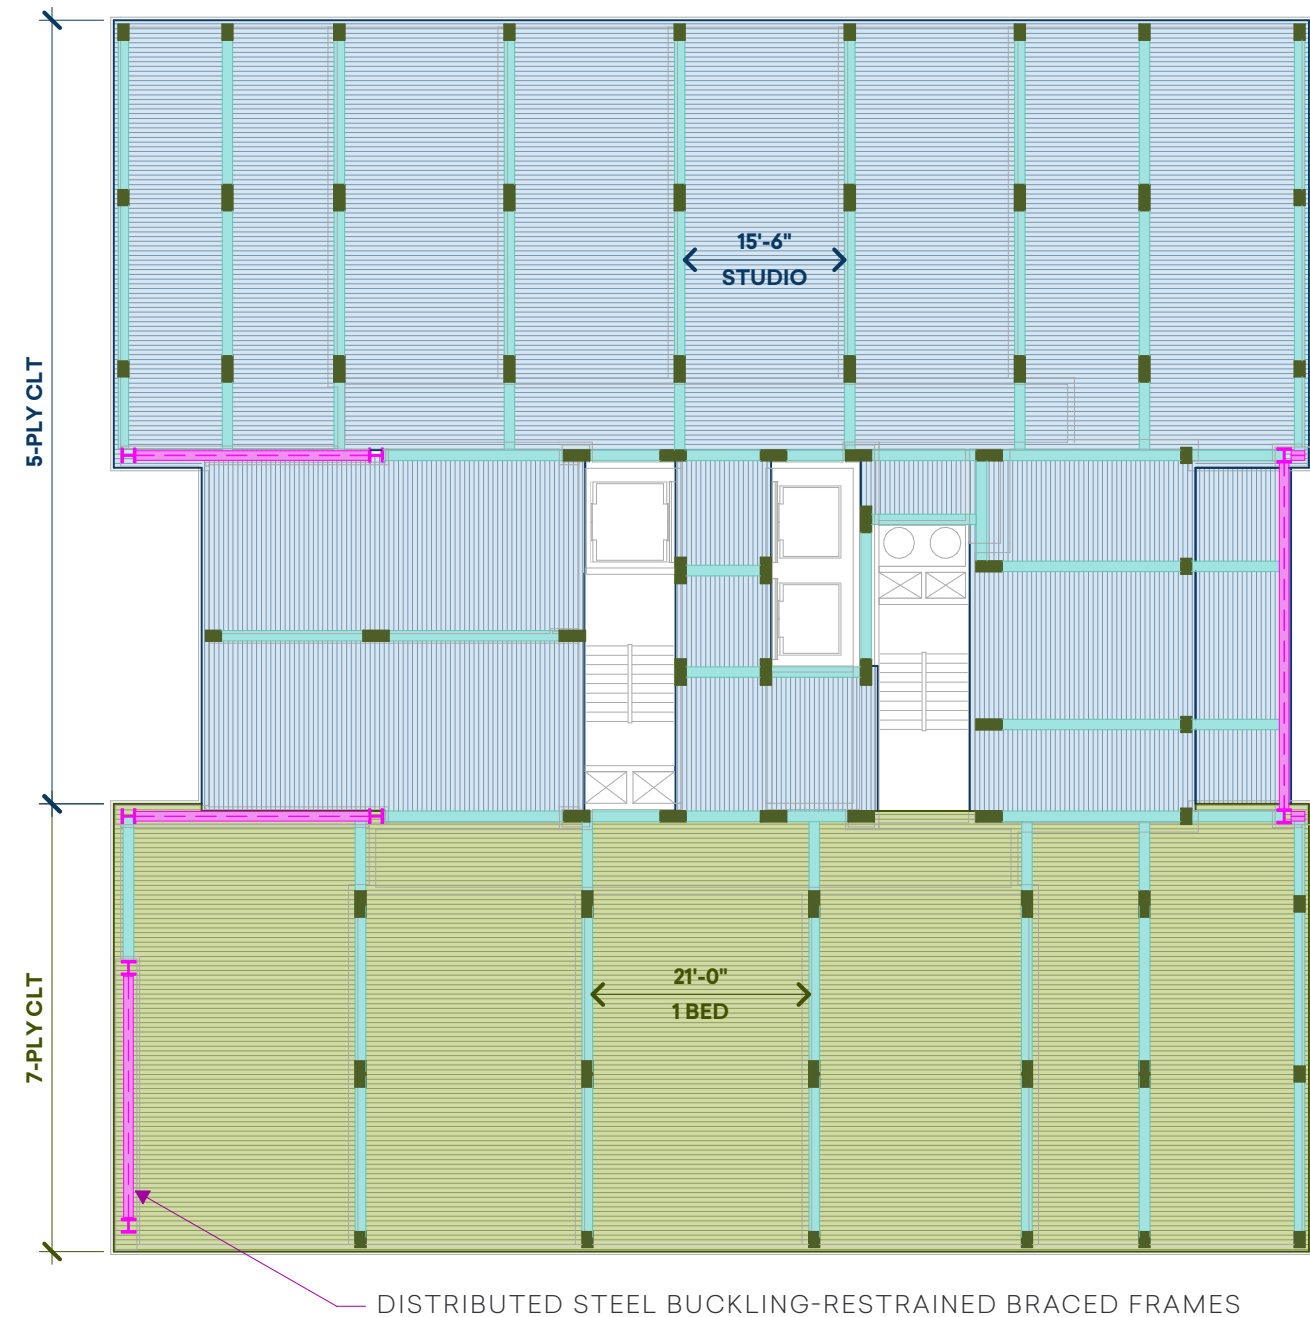 15'-6"
STUDIO
5-PLY CLT
21'-0"
1 BED
7-PLY CLT
DISTRIBUTED STEEL BUCKLING-RESTRAINED BRACED FRAMES